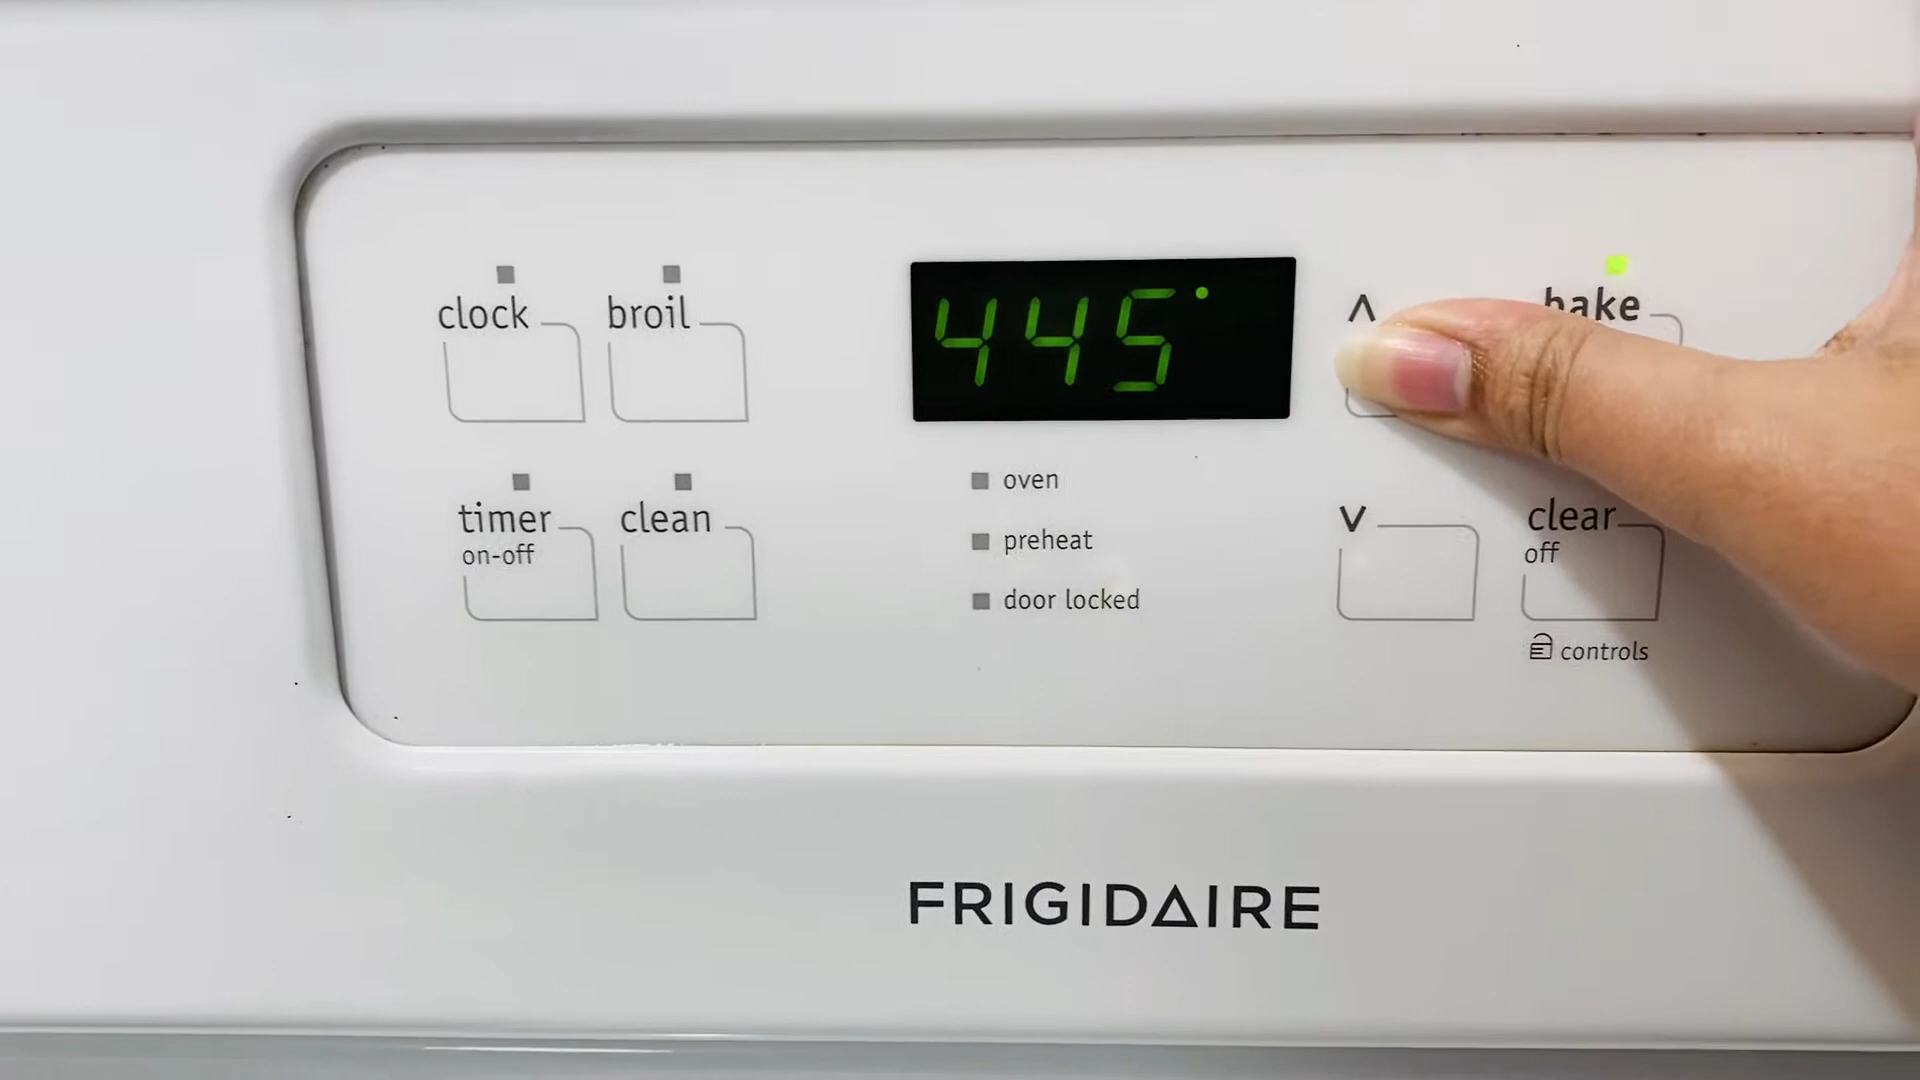 clock
broil
445°
∧
bake
timer
on-off
clean
oven
preheat
door locked
∨
clear
off
controls
FRIGIDAIRE